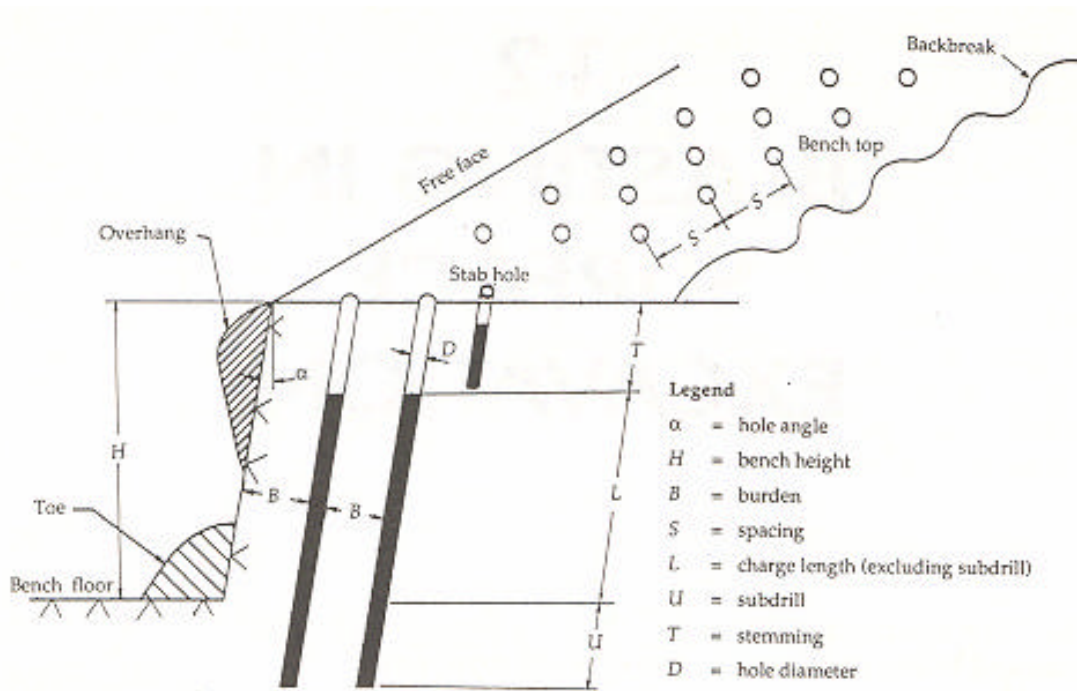 Backbreak
Bench top
Free face
S
S
Overhang
Stab hole
D
T
α
H
B
B
L
Toe
Bench floor
U
Legend
α = hole angle
H = bench height
B = burden
S = spacing
L = charge length (excluding subdrill)
U = subdrill
T = stemming
D = hole diameter